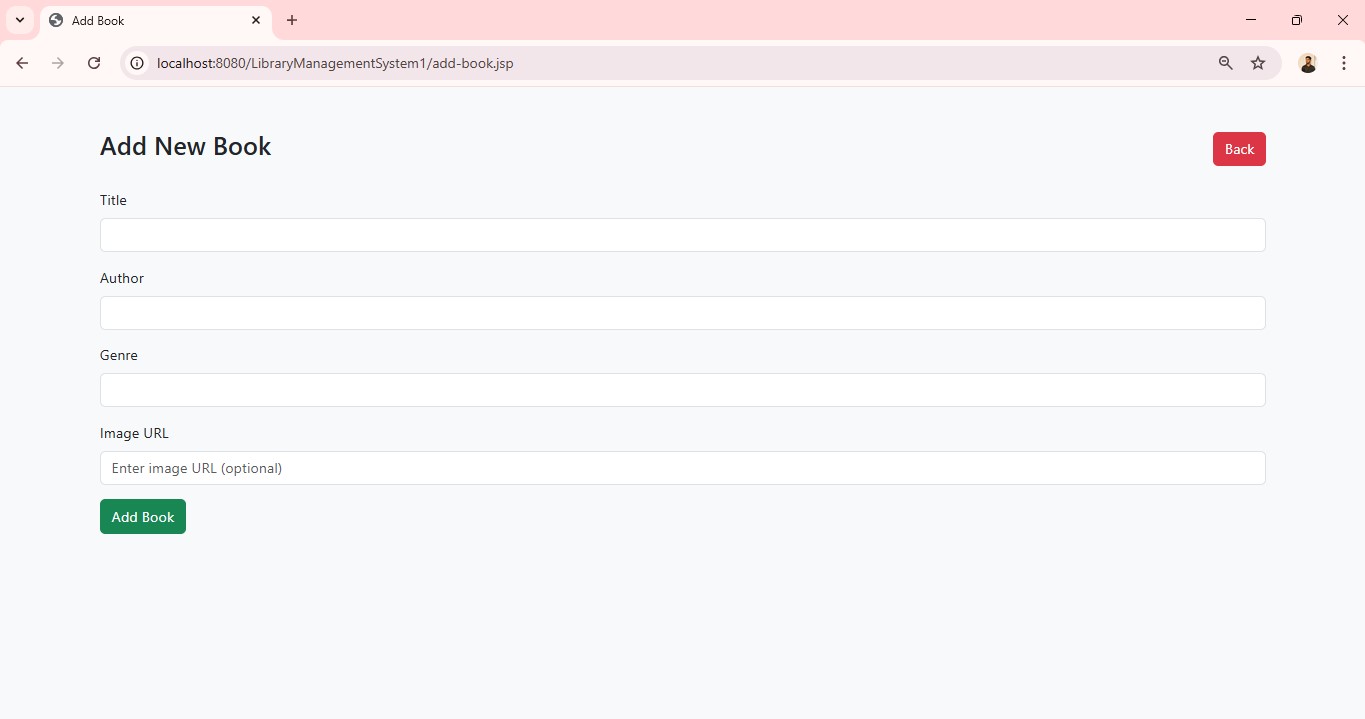 Add Book
localhost:8080/LibraryManagementSystem1/add-book.jsp
Add New Book
Back
Title
Author
Genre
Image URL
Enter image URL (optional)
Add Book